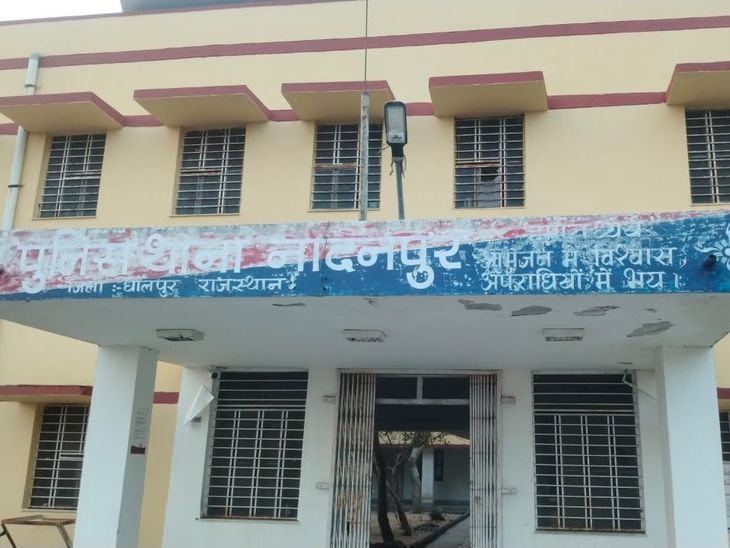 पुलिस थाना नादनपुर
जिला :- धौलपुर राजस्थान
ध्येय
आमजन में विश्वास
अपराधियों में भय।